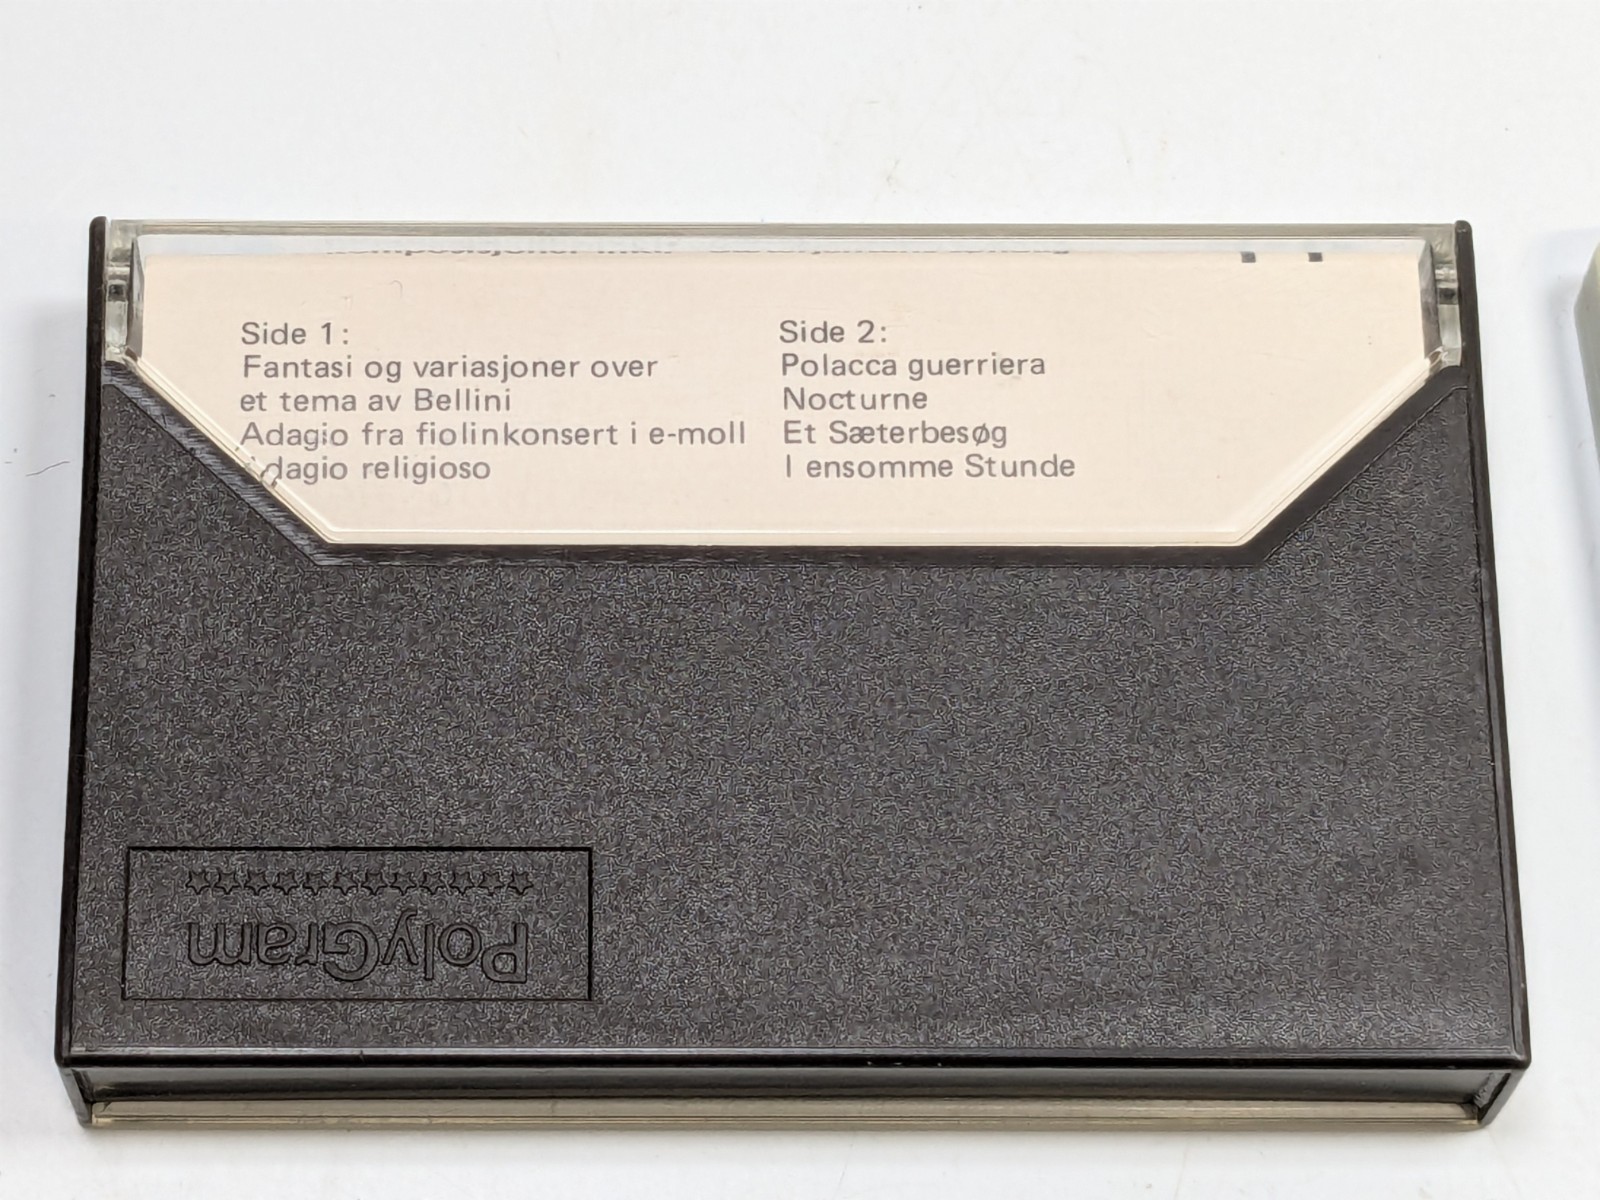 Side 1:
Fantasi og variasjoner over
et tema av Bellini
Adagio fra fiolinkonsert i e-moll
Adagio religioso
Side 2:
Polacca guerriera
Nocturne
Et Sæterbesøg
I ensomme Stunde
PolyGram